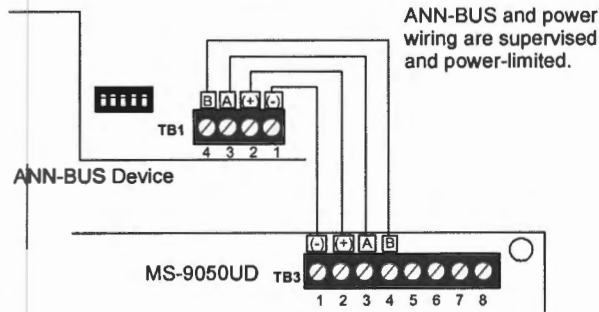 ANN-BUS and power
wiring are supervised
and power-limited.
B A (+) (-)
TB1
4 3 2 1
ANN-BUS Device
(-) (+) A B
MS-9050UD TB3
1 2 3 4 5 6 7 8